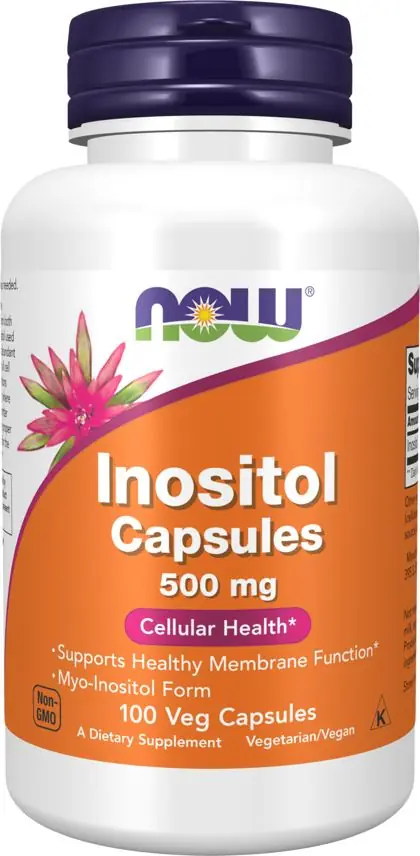 NOW®
Inositol
Capsules
500 mg
Cellular Health*
•Supports Healthy Membrane Function*
•Myo-Inositol Form
Non-
GMO
100 Veg Capsules
A Dietary Supplement Vegetarian/Vegan
K